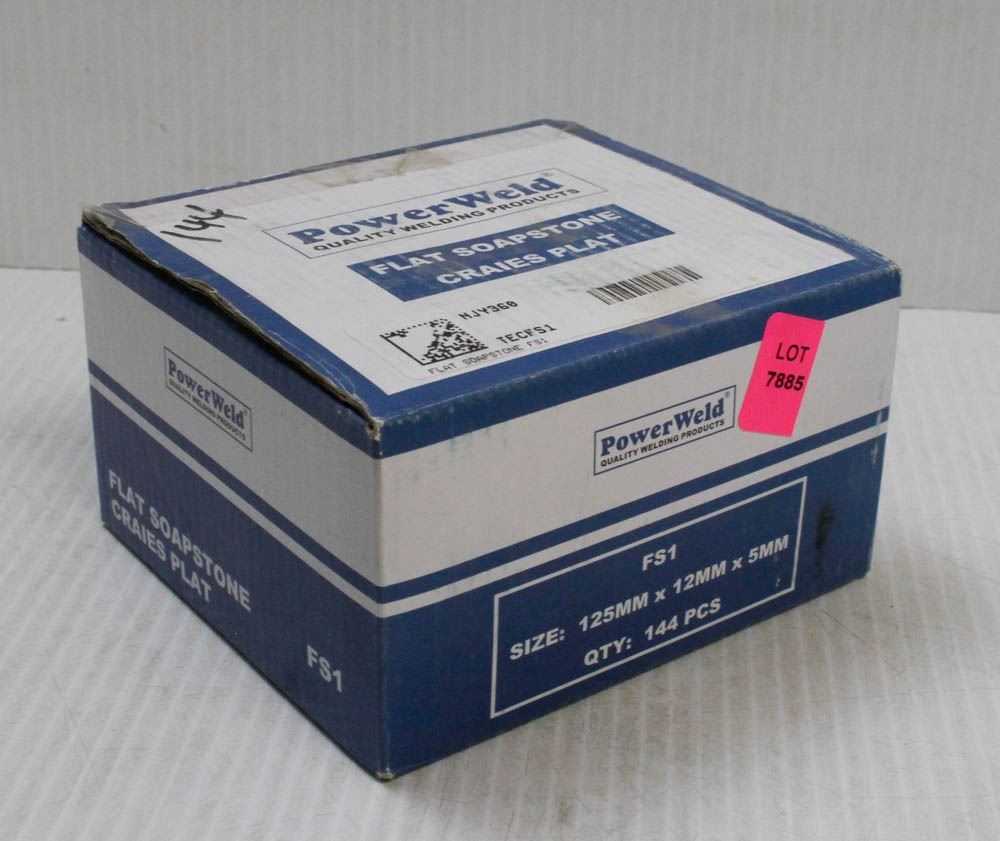 144
PowerWeld®
QUALITY WELDING PRODUCTS
FLAT SOAPSTONE
CRAIES PLAT
MJY360
TECFS1
FLAT SOAPSTONE FS1
LOT
7885
PowerWeld®
QUALITY WELDING PRODUCTS
FLAT SOAPSTONE
CRAIES PLAT
FS1
PowerWeld®
QUALITY WELDING PRODUCTS
FS1
SIZE: 125MM x 12MM x 5MM
QTY: 144 PCS